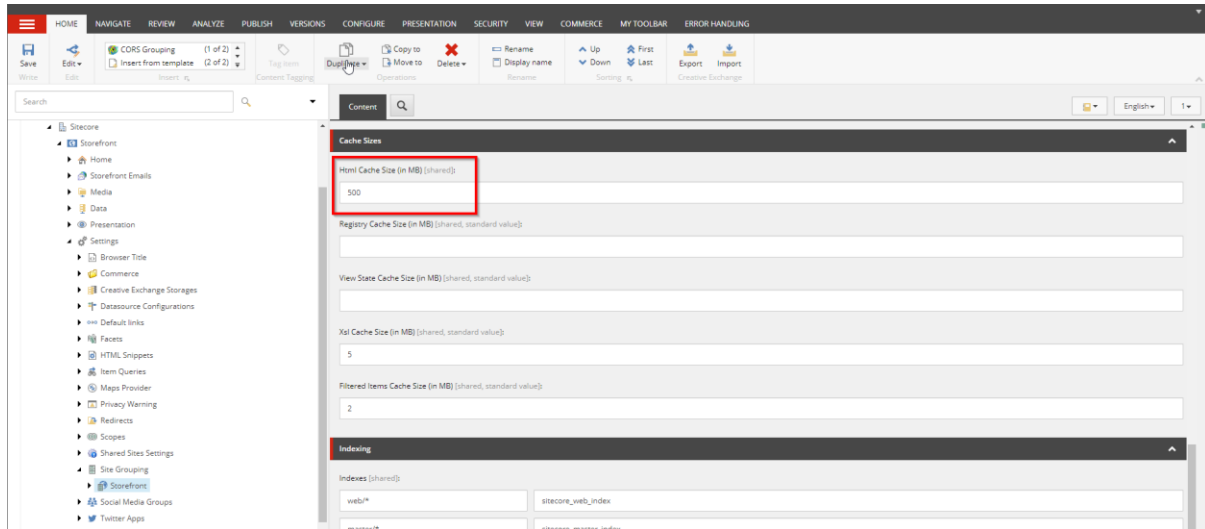 HOME NAVIGATE REVIEW ANALYZE PUBLISH VERSIONS CONFIGURE PRESENTATION SECURITY VIEW COMMERCE MY TOOLBAR ERROR HANDLING
Save
Write
Edit
Edit
CORS Grouping (1 of 2)
Insert from template (2 of 2)
Insert
Tag item
Content Tagging
Duplicate
Copy to
Move to
Delete
Operations
Rename
Display name
Rename
Up
Down
First
Last
Sorting
Export
Import
Creative Exchange
Search
Content
English
1
Sitecore
Storefront
Home
Storefront Emails
Media
Data
Presentation
Settings
Browser Title
Commerce
Creative Exchange Storages
Datasource Configurations
Default links
Facets
HTML Snippets
Item Queries
Maps Provider
Privacy Warning
Redirects
Scopes
Shared Sites Settings
Site Grouping
Storefront
Social Media Groups
Twitter Apps
Cache Sizes
Html Cache Size (in MB) [shared]:
500
Registry Cache Size (in MB) [shared, standard value]:
View State Cache Size (in MB) [shared, standard value]:
Xsl Cache Size (in MB) [shared, standard value]:
5
Filtered Items Cache Size (in MB) [shared, standard value]:
2
Indexing
Indexes [shared]:
web/* sitecore_web_index
master/* sitecore_master_index